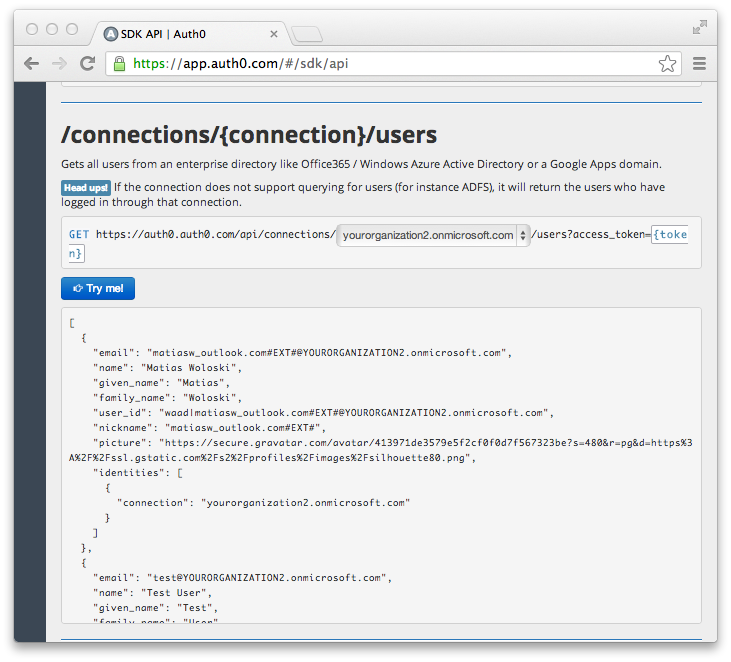 SDK API | Auth0
https://app.auth0.com/#/sdk/api
/connections/{connection}/users
Gets all users from an enterprise directory like Office365 / Windows Azure Active Directory or a Google Apps domain.
Head ups! If the connection does not support querying for users (for instance ADFS), it will return the users who have
logged in through that connection.
GET https://auth0.auth0.com/api/connections/ yourorganization2.onmicrosoft.com /users?access_token={toke
n}
Try me!
[
{
"email": "matiasw_outlook.com#EXT#@YOURORGANIZATION2.onmicrosoft.com",
"name": "Matias Woloski",
"given_name": "Matias",
"family_name": "Woloski",
"user_id": "waad|matiasw_outlook.com#EXT#@YOURORGANIZATION2.onmicrosoft.com",
"nickname": "matiasw_outlook.com#EXT#",
"picture": "https://secure.gravatar.com/avatar/413971de3579e5f2cf0f0d7f567323be?s=480&r=pg&d=https%3
A%2F%2Fssl.gstatic.com%2Fs2%2Fprofiles%2Fimages%2Fsilhouette80.png",
"identities": [
{
"connection": "yourorganization2.onmicrosoft.com"
}
]
},
{
"email": "test@YOURORGANIZATION2.onmicrosoft.com",
"name": "Test User",
"given_name": "Test",
"family_name": "User",